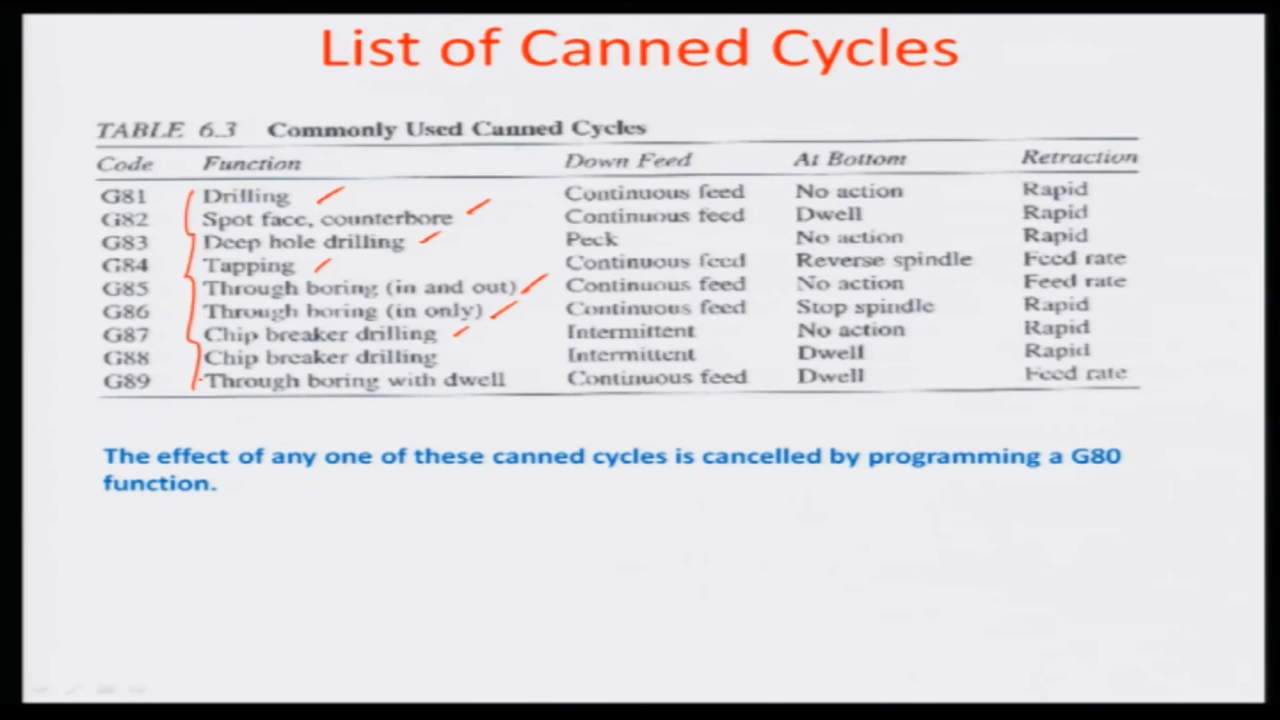 List of Canned Cycles
TABLE 6.3 Commonly Used Canned Cycles
Code Function Down Feed At Bottom Retraction
G81 Drilling Continuous feed No action Rapid
G82 Spot face, counterbore Continuous feed Dwell Rapid
G83 Deep hole drilling Peck No action Rapid
G84 Tapping Continuous feed Reverse spindle Feed rate
G85 Through boring (in and out) Continuous feed No action Feed rate
G86 Through boring (in only) Continuous feed Stop spindle Rapid
G87 Chip breaker drilling Intermittent No action Rapid
G88 Chip breaker drilling Intermittent Dwell Rapid
G89 Through boring with dwell Continuous feed Dwell Feed rate
The effect of any one of these canned cycles is cancelled by programming a G80
function.